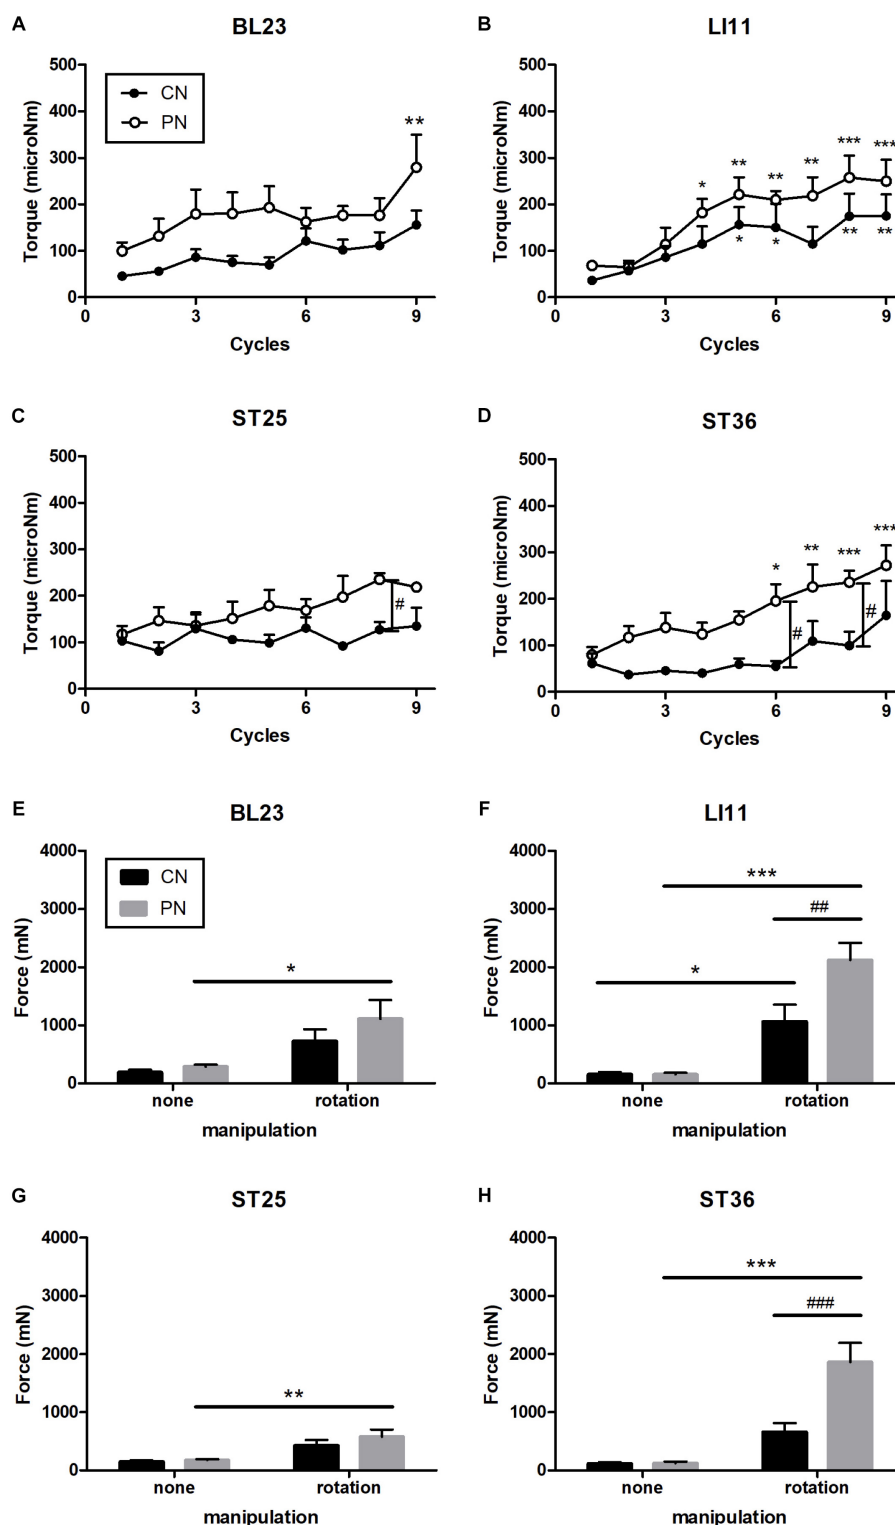 A
BL23
500
400
300
200
100
0
Torque (microNm)
CN
PN
**
0
3
6
9
Cycles
B
LI11
500
400
300
200
100
0
Torque (microNm)
* ** ** ** *** ***
* * ** **
0
3
6
9
Cycles
C
ST25
500
400
300
200
100
0
Torque (microNm)
#
0
3
6
9
Cycles
D
ST36
500
400
300
200
100
0
Torque (microNm)
* ** *** ***
# #
0
3
6
9
Cycles
E
BL23
4000
3000
2000
1000
0
Force (mN)
CN
PN
*
none
rotation
manipulation
F
LI11
4000
3000
2000
1000
0
Force (mN)
***
##
*
none
rotation
manipulation
G
ST25
4000
3000
2000
1000
0
Force (mN)
**
none
rotation
manipulation
H
ST36
4000
3000
2000
1000
0
Force (mN)
***
###
none
rotation
manipulation